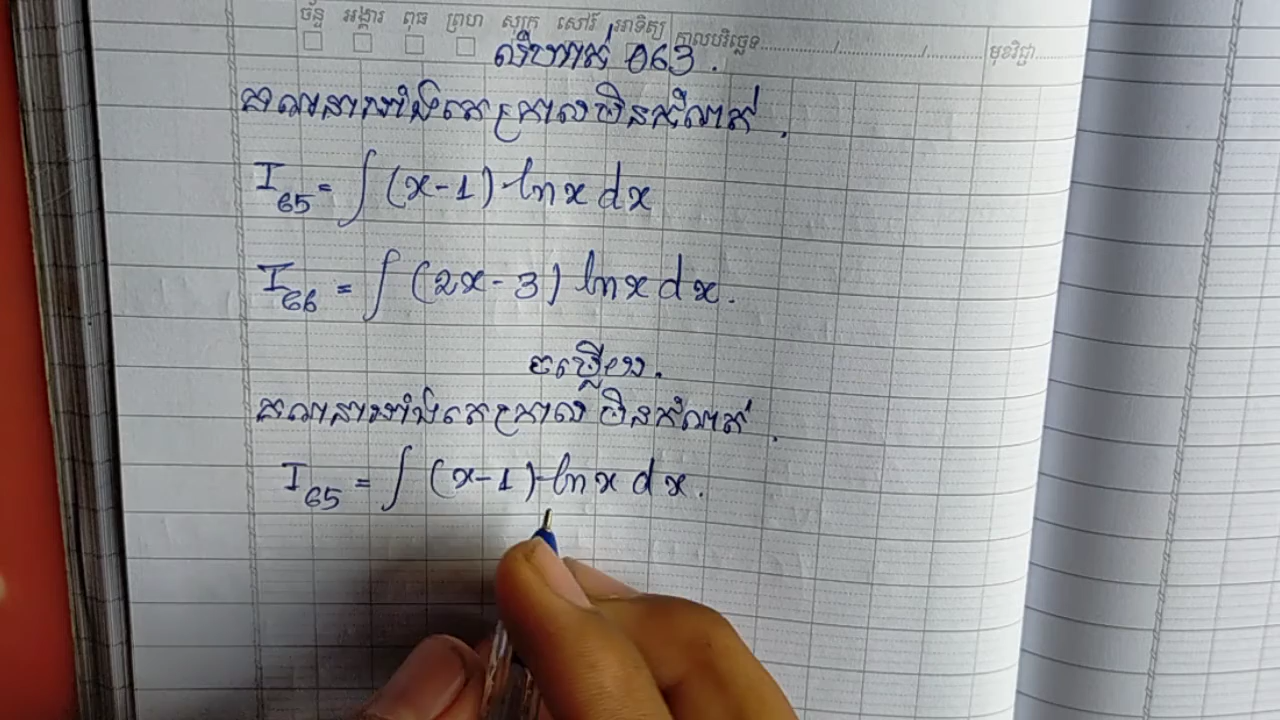 ច័ន្ទ អង្គារ ពុធ ព្រហ សុក្រ សៅរ៍ អាទិត្យ កាលបរិច្ឆេទ................../................../.............. មុខវិជ្ជា.......
លំហាត់ 063 .
គណនាអាំងតេក្រាលមិនកំណត់ .
I₆₅ = ∫ (x-1)·ln x dx
I₆₆ = ∫ (2x-3) ln x dx.
ចម្លើយ.
គណនាអាំងតេក្រាលមិនកំណត់ .
I₆₅ = ∫ (x-1)·ln x dx.